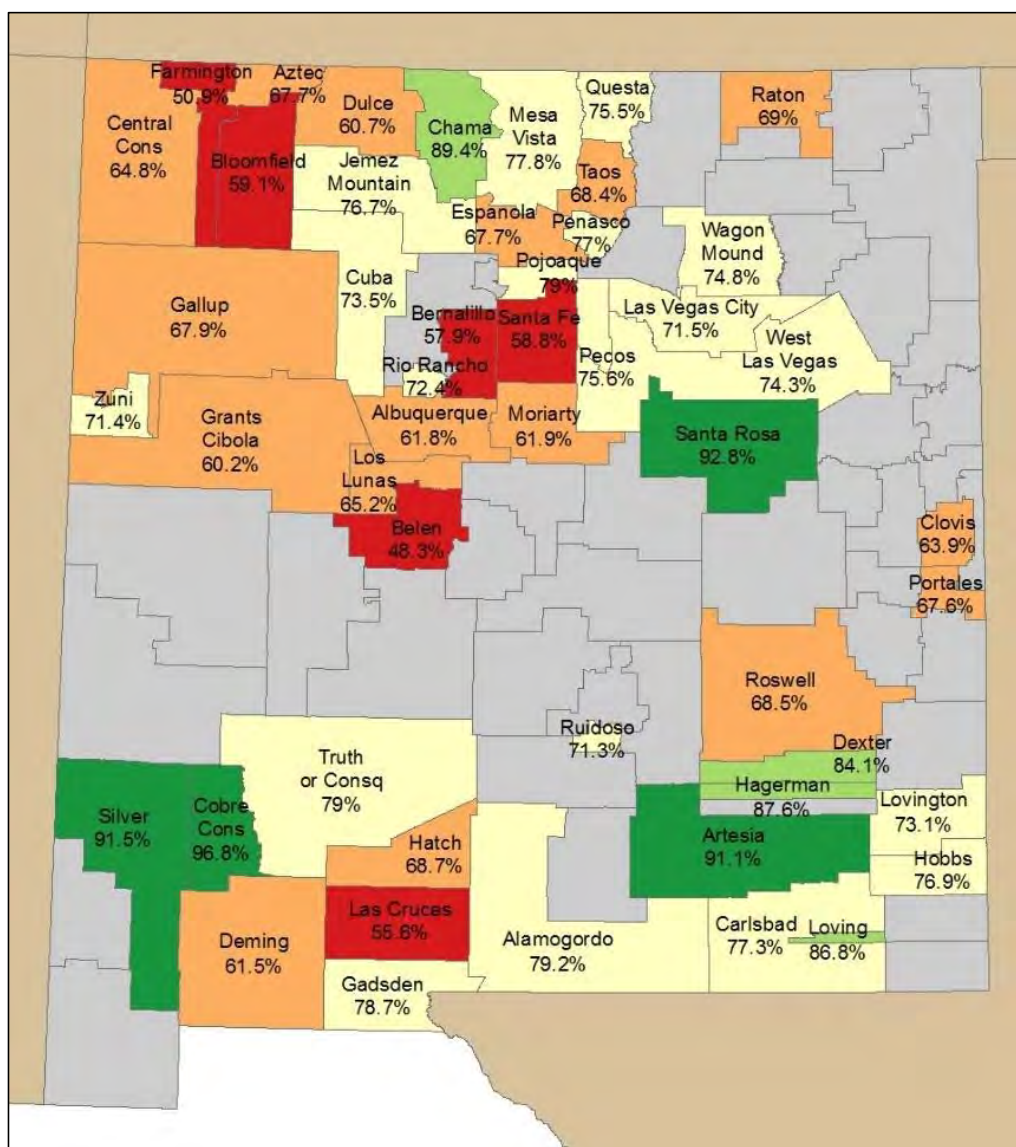 Farmington
50.9%
Aztec
67.7%
Dulce
60.7%
Chama
89.4%
Mesa
Vista
77.8%
Questa
75.5%
Raton
69%
Central
Cons
64.8%
Bloomfield
59.1%
Jemez
Mountain
76.7%
Taos
68.4%
Espanola
67.7%
Penasco
77%
Wagon
Mound
74.8%
Pojoaque
79%
Cuba
73.5%
Gallup
67.9%
Bernalillo
57.9%
Santa Fe
58.8%
Las Vegas City
71.5%
West
Las Vegas
74.3%
Pecos
75.6%
Rio Rancho
72.4%
Zuni
71.4%
Grants
Cibola
60.2%
Albuquerque
61.8%
Moriarty
61.9%
Santa Rosa
92.8%
Los
Lunas
65.2%
Belen
48.3%
Clovis
63.9%
Portales
67.6%
Roswell
68.5%
Ruidoso
71.3%
Dexter
84.1%
Hagerman
87.6%
Truth
or Consq
79%
Silver
91.5%
Cobre
Cons
96.8%
Hatch
68.7%
Artesia
91.1%
Lovington
73.1%
Hobbs
76.9%
Las Cruces
55.6%
Deming
61.5%
Alamogordo
79.2%
Carlsbad
77.3%
Loving
86.8%
Gadsden
78.7%